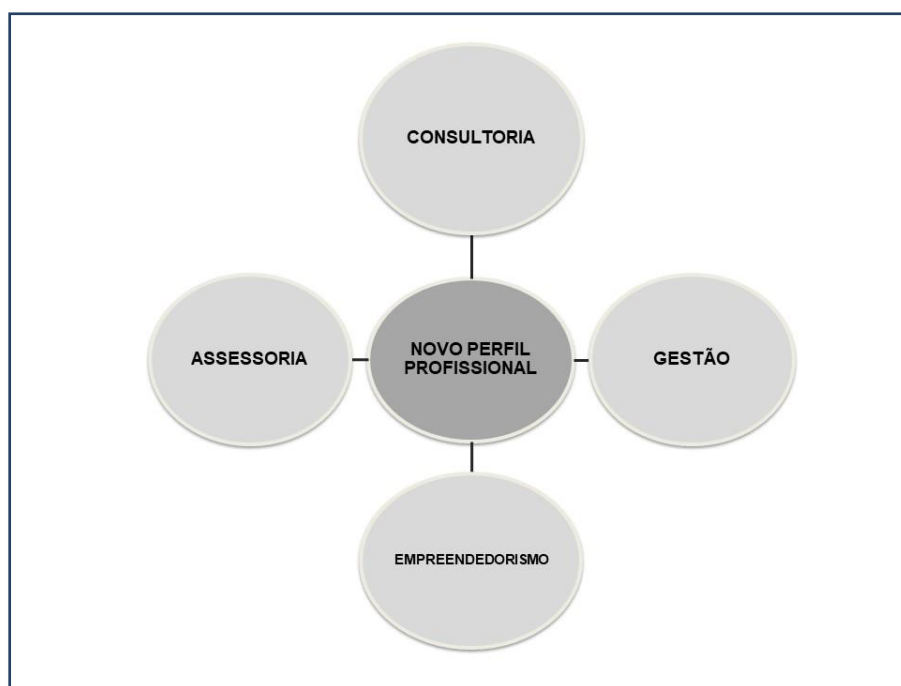 CONSULTORIA
ASSESSORIA
NOVO PERFIL
PROFISSIONAL
GESTÃO
EMPREENDEDORISMO